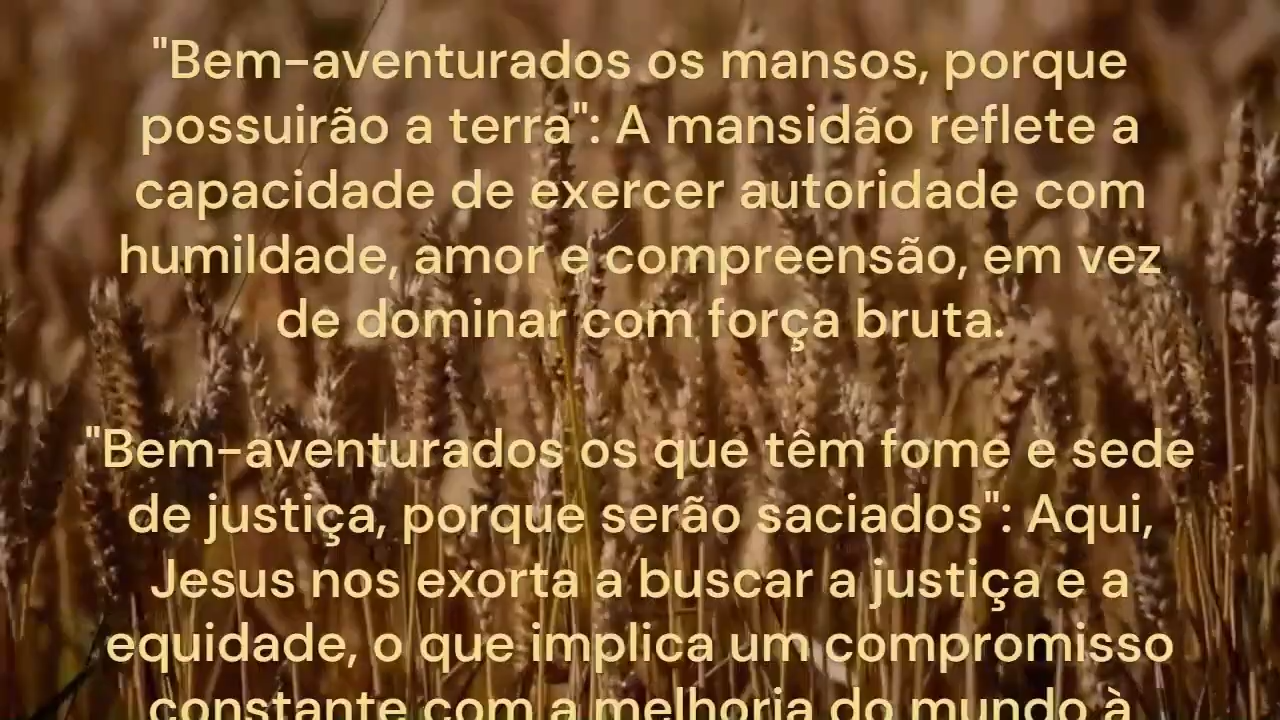 "Bem-aventurados os mansos, porque
possuirão a terra": A mansidão reflete a
capacidade de exercer autoridade com
humildade, amor e compreensão, em vez
de dominar com força bruta.
"Bem-aventurados os que têm fome e sede
de justiça, porque serão saciados": Aqui,
Jesus nos exorta a buscar a justiça e a
equidade, o que implica um compromisso
constante com a melhoria do mundo à